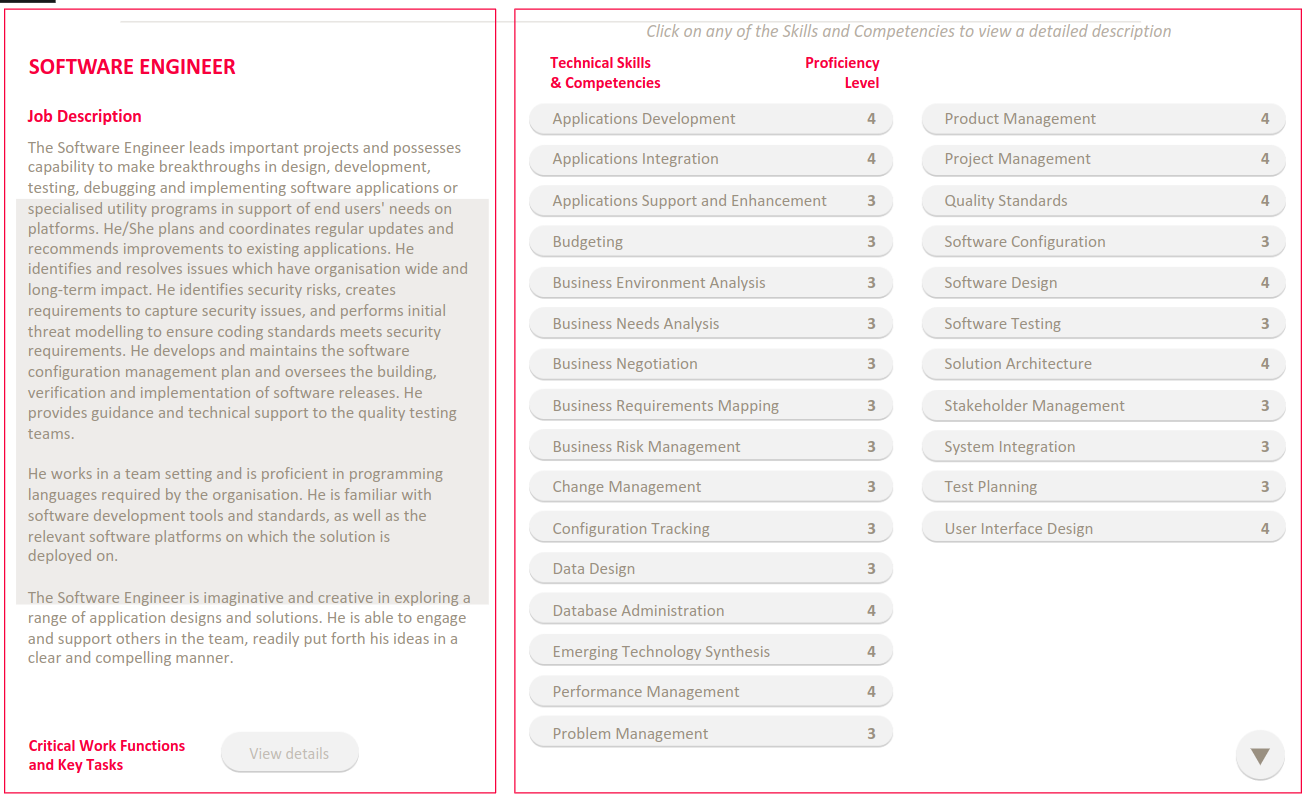 SOFTWARE ENGINEER
Job Description
The Software Engineer leads important projects and possesses
capability to make breakthroughs in design, development,
testing, debugging and implementing software applications or
specialised utility programs in support of end users' needs on
platforms. He/She plans and coordinates regular updates and
recommends improvements to existing applications. He
identifies and resolves issues which have organisation wide and
long-term impact. He identifies security risks, creates
requirements to capture security issues, and performs initial
threat modelling to ensure coding standards meets security
requirements. He develops and maintains the software
configuration management plan and oversees the building,
verification and implementation of software releases. He
provides guidance and technical support to the quality testing
teams.
He works in a team setting and is proficient in programming
languages required by the organisation. He is familiar with
software development tools and standards, as well as the
relevant software platforms on which the solution is
deployed on.
The Software Engineer is imaginative and creative in exploring a
range of application designs and solutions. He is able to engage
and support others in the team, readily put forth his ideas in a
clear and compelling manner.
Critical Work Functions
and Key Tasks
View details
Click on any of the Skills and Competencies to view a detailed description
Technical Skills
& Competencies
Proficiency
Level
Applications Development 4
Applications Integration 4
Applications Support and Enhancement 3
Budgeting 3
Business Environment Analysis 3
Business Needs Analysis 3
Business Negotiation 3
Business Requirements Mapping 3
Business Risk Management 3
Change Management 3
Configuration Tracking 3
Data Design 3
Database Administration 4
Emerging Technology Synthesis 4
Performance Management 4
Problem Management 3
Product Management 4
Project Management 4
Quality Standards 4
Software Configuration 3
Software Design 4
Software Testing 3
Solution Architecture 4
Stakeholder Management 3
System Integration 3
Test Planning 3
User Interface Design 4